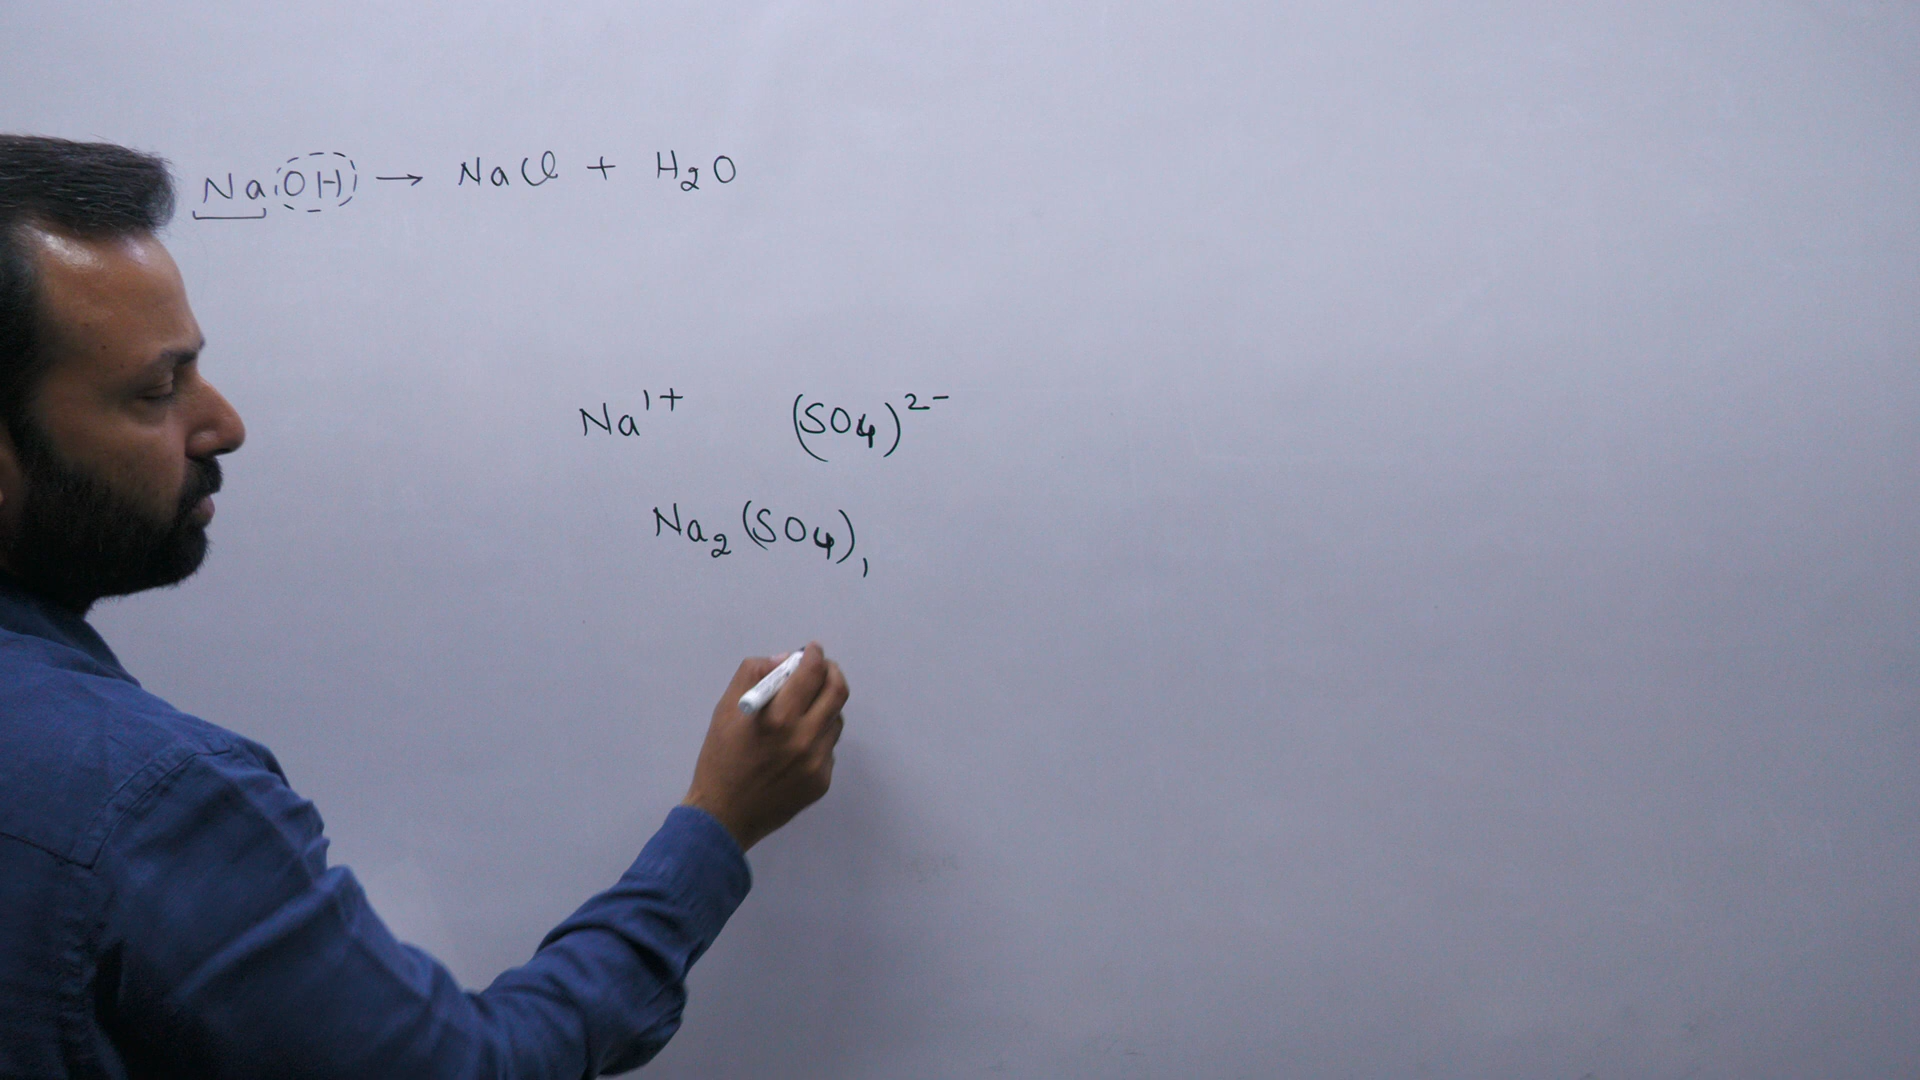 Na(OH) → NaCl + H₂O
Na¹⁺ (SO₄)²⁻
Na₂(SO₄)₁